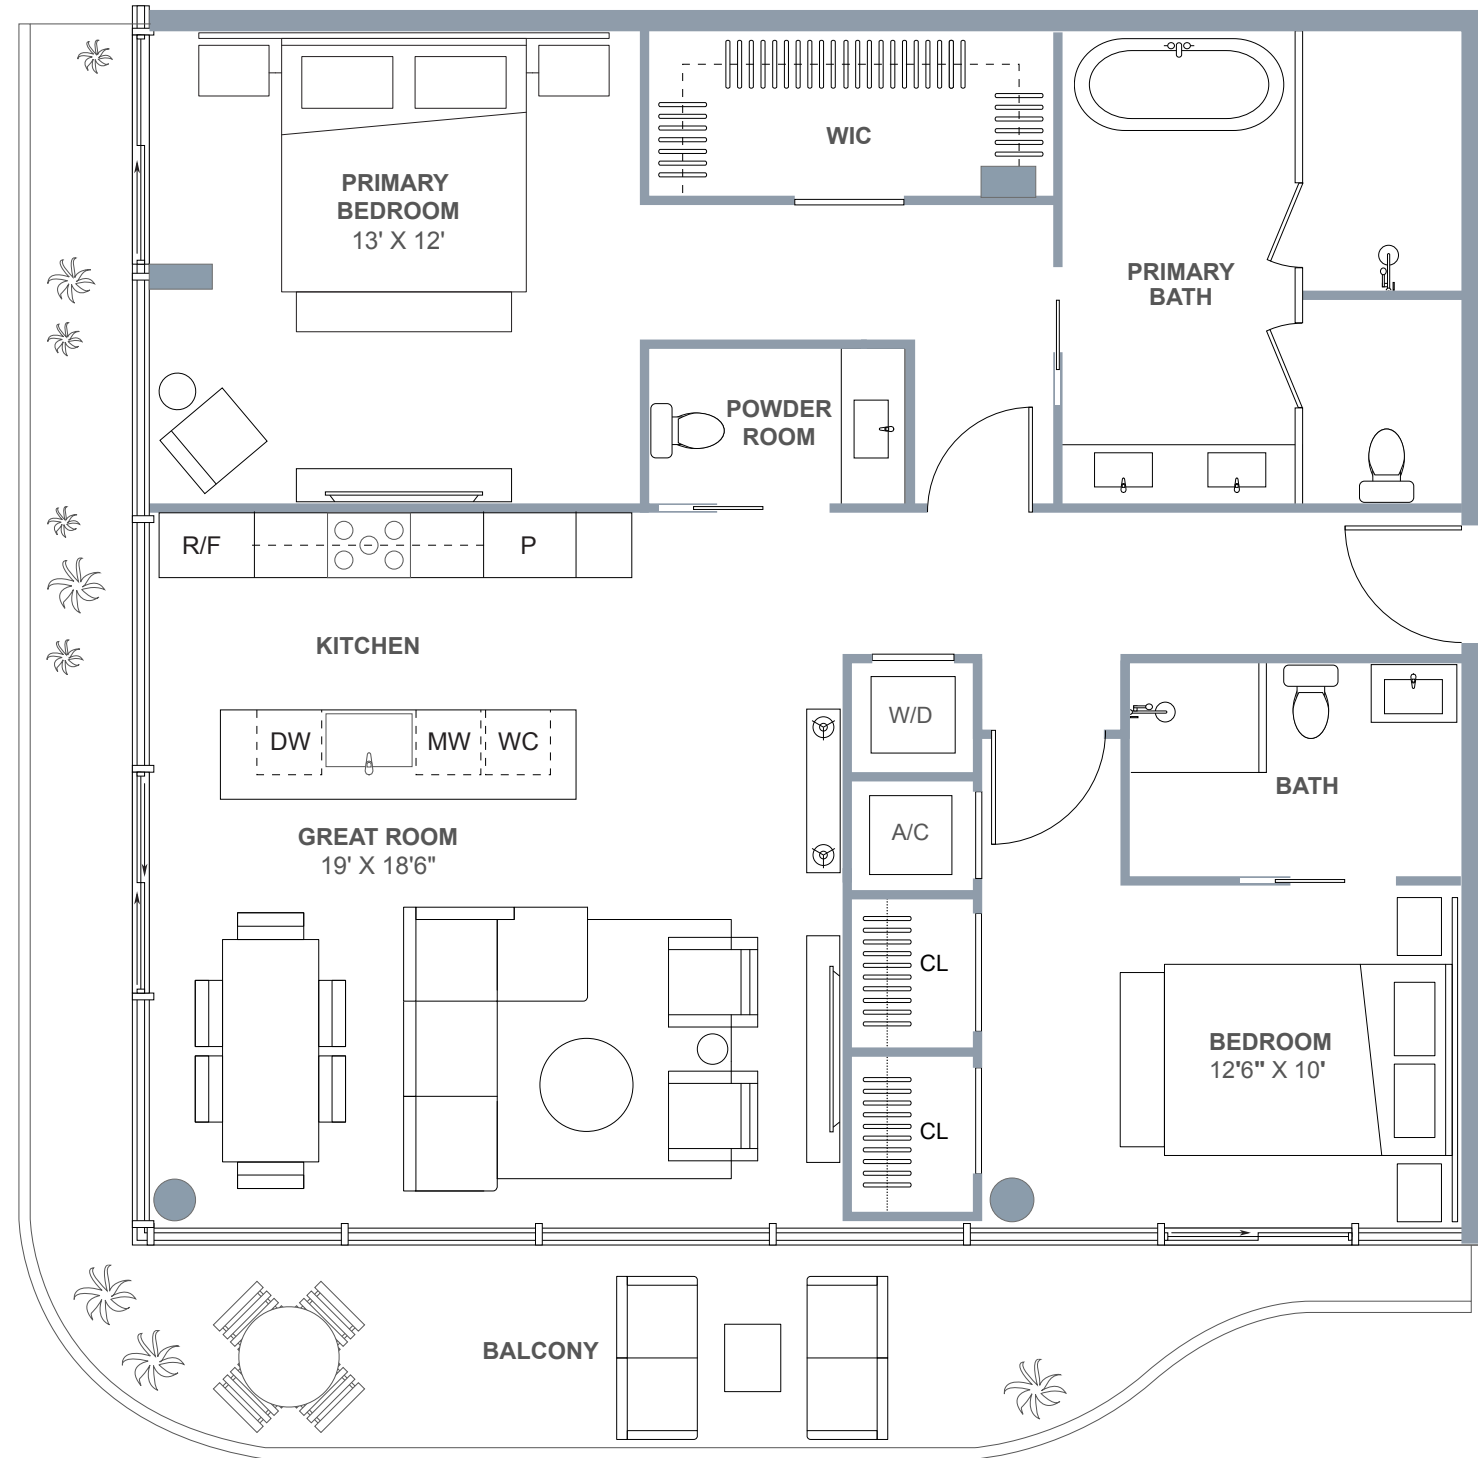 WIC
PRIMARY
BEDROOM
13' X 12'
PRIMARY
BATH
POWDER
ROOM
R/F
P
KITCHEN
DW
MW
WC
W/D
BATH
GREAT ROOM
19' X 18'6"
A/C
CL
BEDROOM
12'6" X 10'
CL
BALCONY